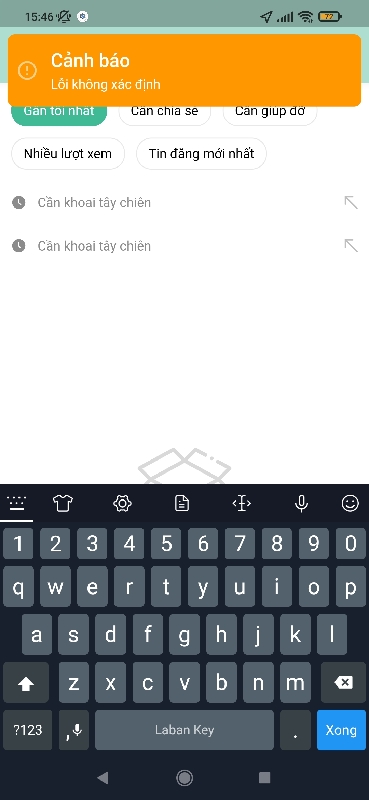 15:46
72
Cảnh báo
Lỗi không xác định
Gần tôi nhất
Cần chia sẻ
Cần giúp đỡ
Nhiều lượt xem
Tin đăng mới nhất
Cần khoai tây chiên
Cần khoai tây chiên
1 2 3 4 5 6 7 8 9 0
q w e r t y u i o p
a s d f g h j k l
z x c v b n m
?123 , Laban Key . Xong